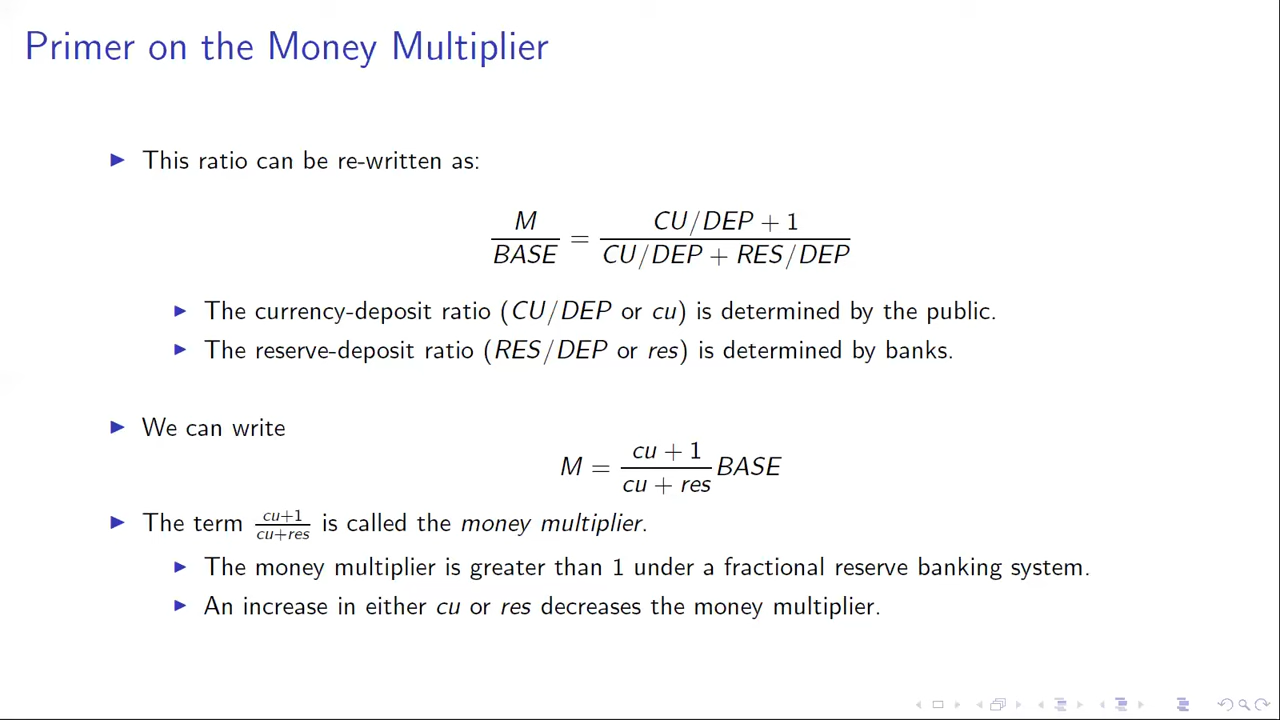 Primer on the Money Multiplier
▶ This ratio can be re-written as:
M/BASE = (CU/DEP + 1)/(CU/DEP + RES/DEP)
▶ The currency-deposit ratio (CU/DEP or cu) is determined by the public.
▶ The reserve-deposit ratio (RES/DEP or res) is determined by banks.
▶ We can write
M = (cu + 1)/(cu + res) BASE
▶ The term (cu+1)/(cu+res) is called the money multiplier.
▶ The money multiplier is greater than 1 under a fractional reserve banking system.
▶ An increase in either cu or res decreases the money multiplier.